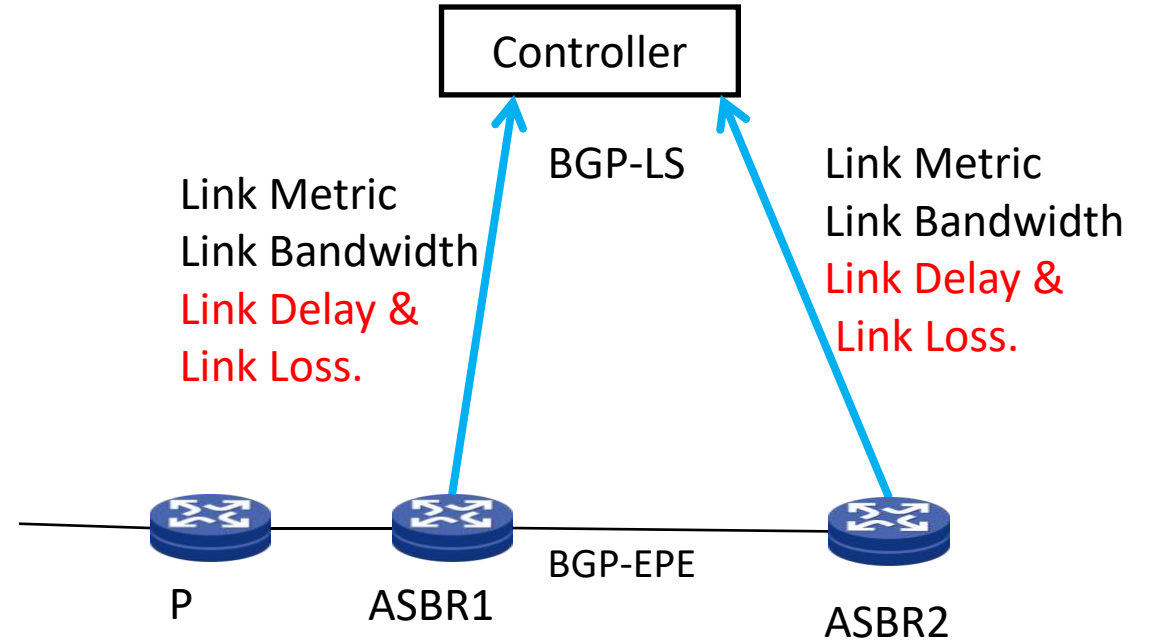 Controller
BGP-LS
Link Metric
Link Bandwidth
Link Delay &
Link Loss.
Link Metric
Link Bandwidth
Link Delay &
Link Loss.
BGP-EPE
P
ASBR1
ASBR2